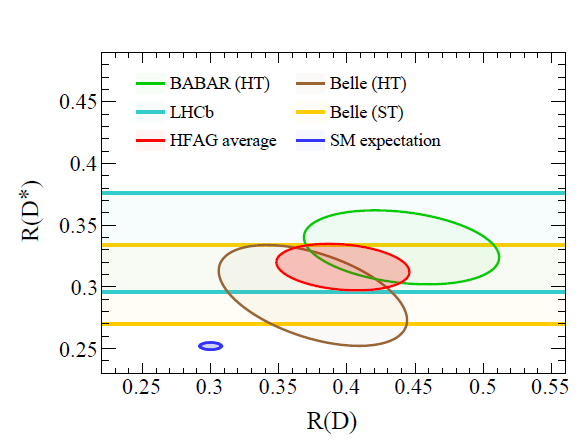 BABAR (HT) Belle (HT)
LHCb Belle (ST)
HFAG average SM expectation
0.45
0.4
0.35
0.3
0.25
R(D*)
0.25 0.3 0.35 0.4 0.45 0.5 0.55
R(D)